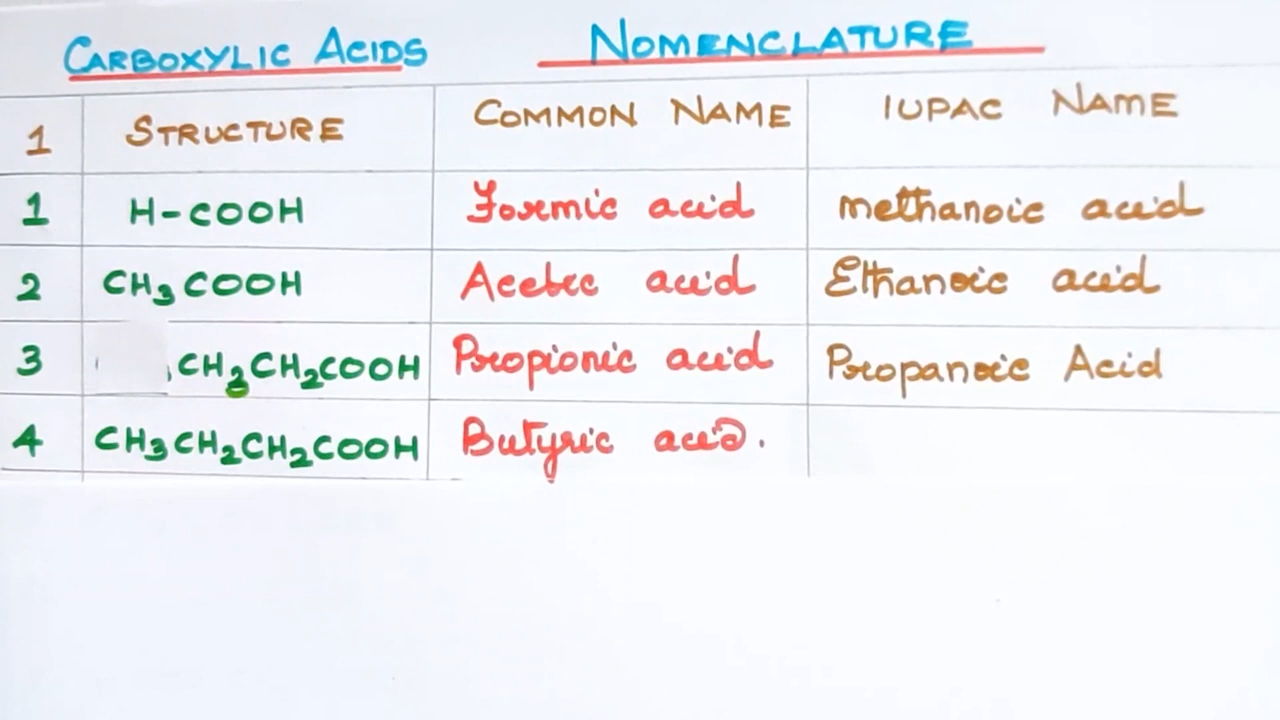 CARBOXYLIC ACIDS NOMENCLATURE
1 STRUCTURE COMMON NAME IUPAC NAME
1 H-COOH Formic acid methanoic acid
2 CH₃COOH Acetic acid Ethanoic acid
3 CH₂CH₂COOH Propionic acid Propanoic Acid
4 CH₃CH₂CH₂COOH Butyric acid.